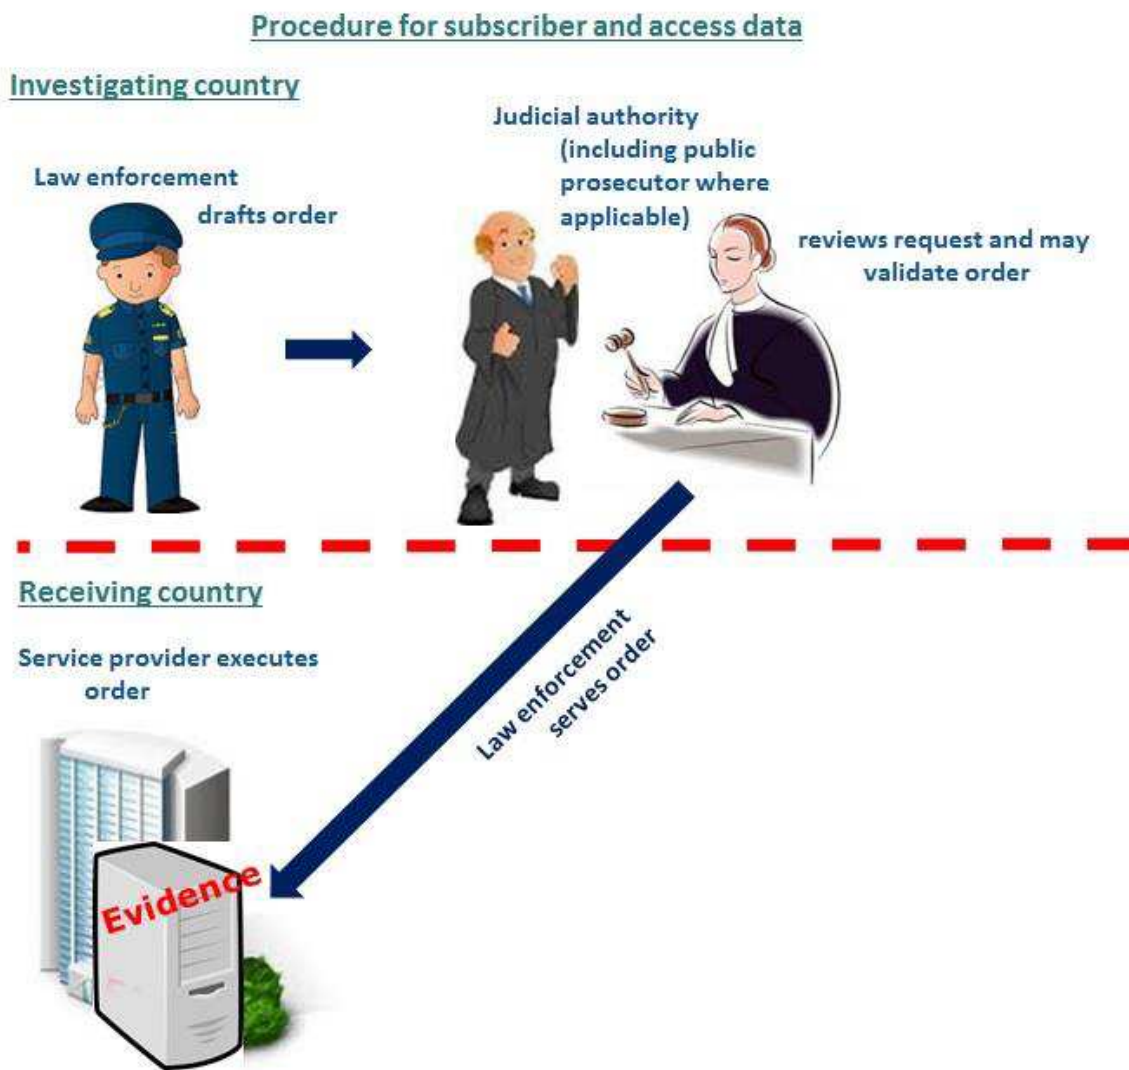 Procedure for subscriber and access data
Investigating country
Judicial authority
(including public
prosecutor where
applicable)
Law enforcement
drafts order
reviews request and may
validate order
Receiving country
Service provider executes
order
Law enforcement
serves order
Evidence